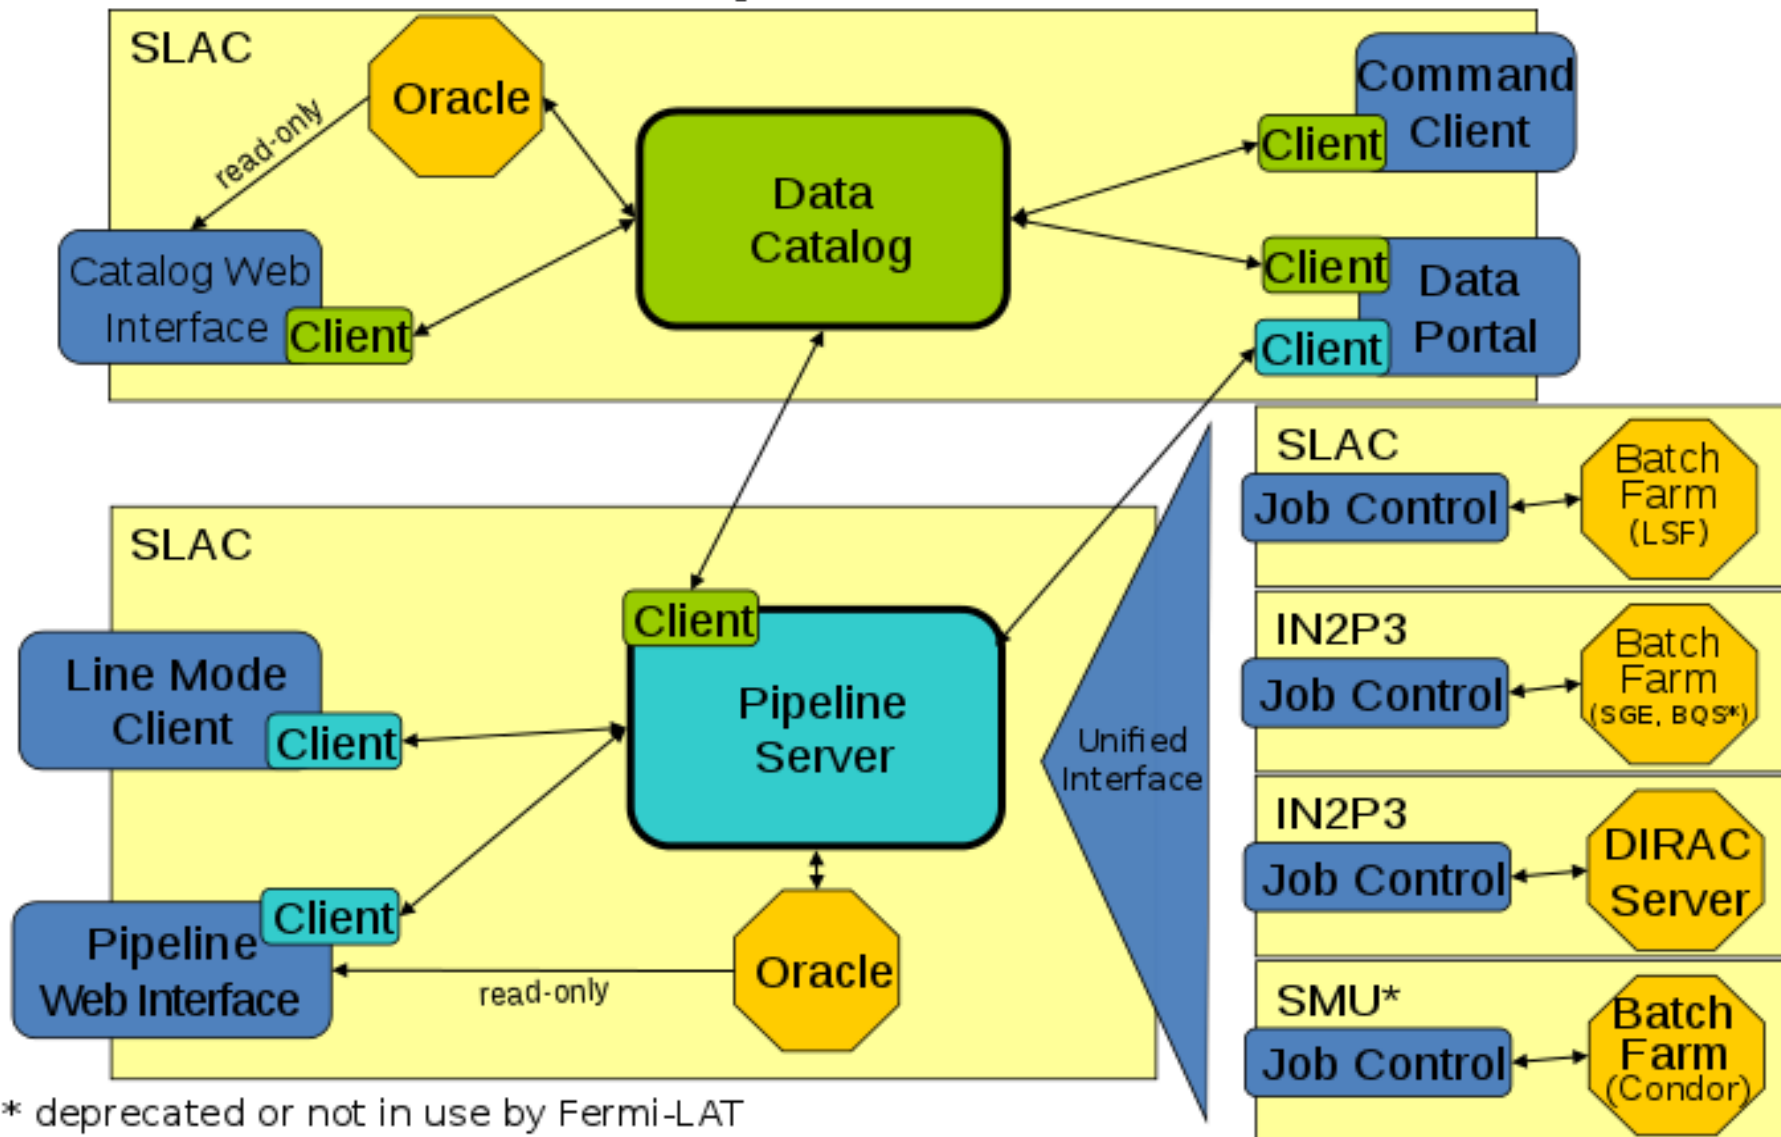 SLAC
Oracle
read-only
Catalog Web
Interface
Client
Data
Catalog
Command
Client
Client
Client
Data
Portal
Client
SLAC
Line Mode
Client
Client
Client
Pipeline
Server
Pipeline
Web Interface
Client
read-only
Oracle
Unified
Interface
SLAC
Job Control
Batch
Farm
(LSF)
IN2P3
Job Control
Batch
Farm
(SGE, BQS*)
IN2P3
Job Control
DIRAC
Server
SMU*
Job Control
Batch
Farm
(Condor)
* deprecated or not in use by Fermi-LAT